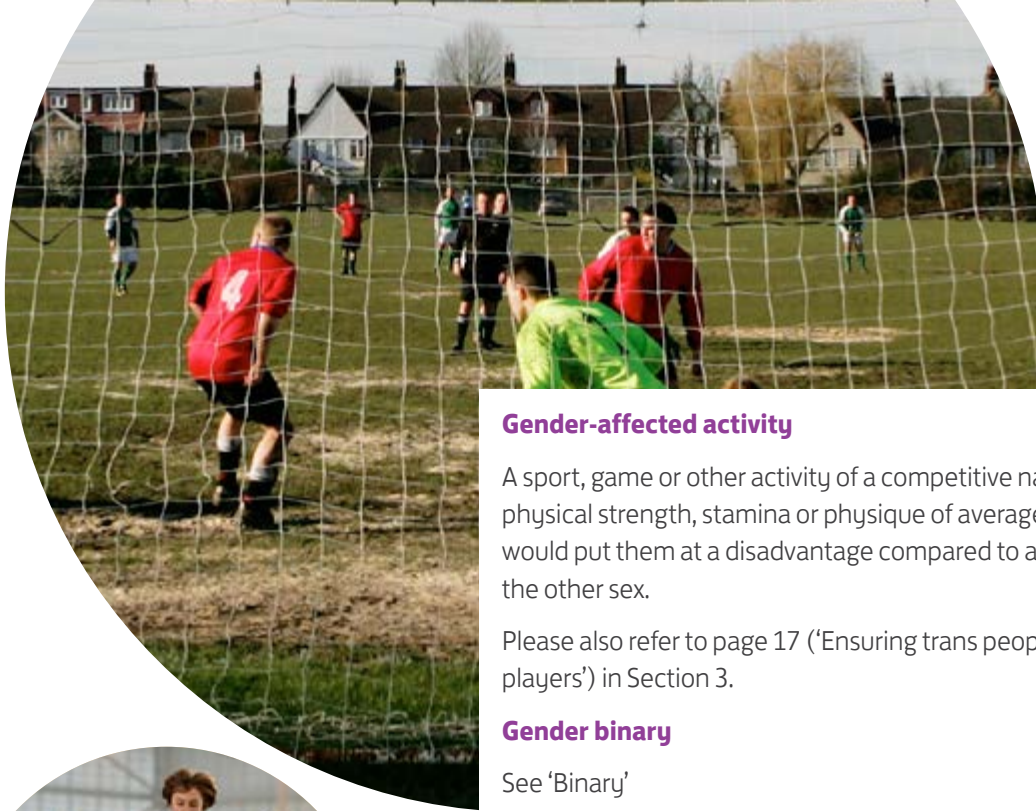 4
Gender-affected activity
A sport, game or other activity of a competitive
physical strength, stamina or physique of average
would put them at a disadvantage compared to
the other sex.
Please also refer to page 17 (‘Ensuring trans
players’) in Section 3.
Gender binary
See ‘Binary’